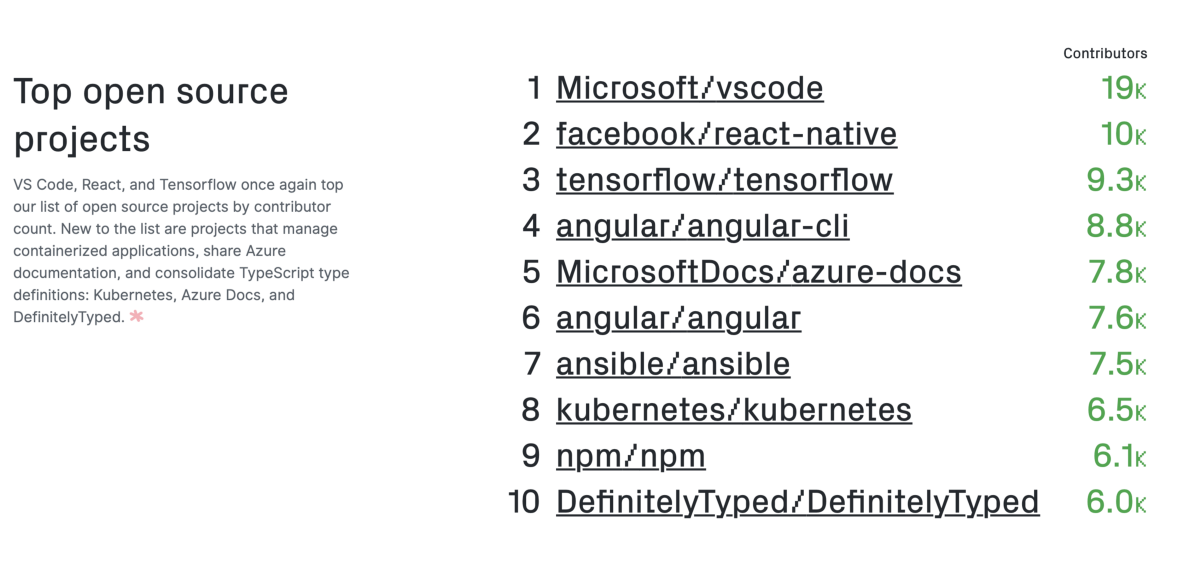 Top open source
projects
VS Code, React, and Tensorflow once again top
our list of open source projects by contributor
count. New to the list are projects that manage
containerized applications, share Azure
documentation, and consolidate TypeScript type
definitions: Kubernetes, Azure Docs, and
DefinitelyTyped. *
Contributors
1 Microsoft/vscode 19K
2 facebook/react-native 10K
3 tensorflow/tensorflow 9.3K
4 angular/angular-cli 8.8K
5 MicrosoftDocs/azure-docs 7.8K
6 angular/angular 7.6K
7 ansible/ansible 7.5K
8 kubernetes/kubernetes 6.5K
9 npm/npm 6.1K
10 DefinitelyTyped/DefinitelyTyped 6.0K